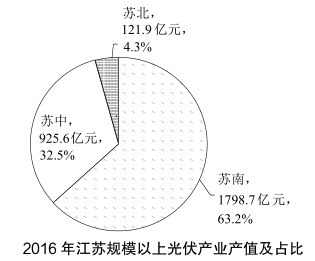 苏北，
121.9 亿元，
4.3%
苏中，
925.6亿元，
32.5%
苏南，
1798.7亿元，
63.2%
2016 年江苏规模以上光伏产业产值及占比